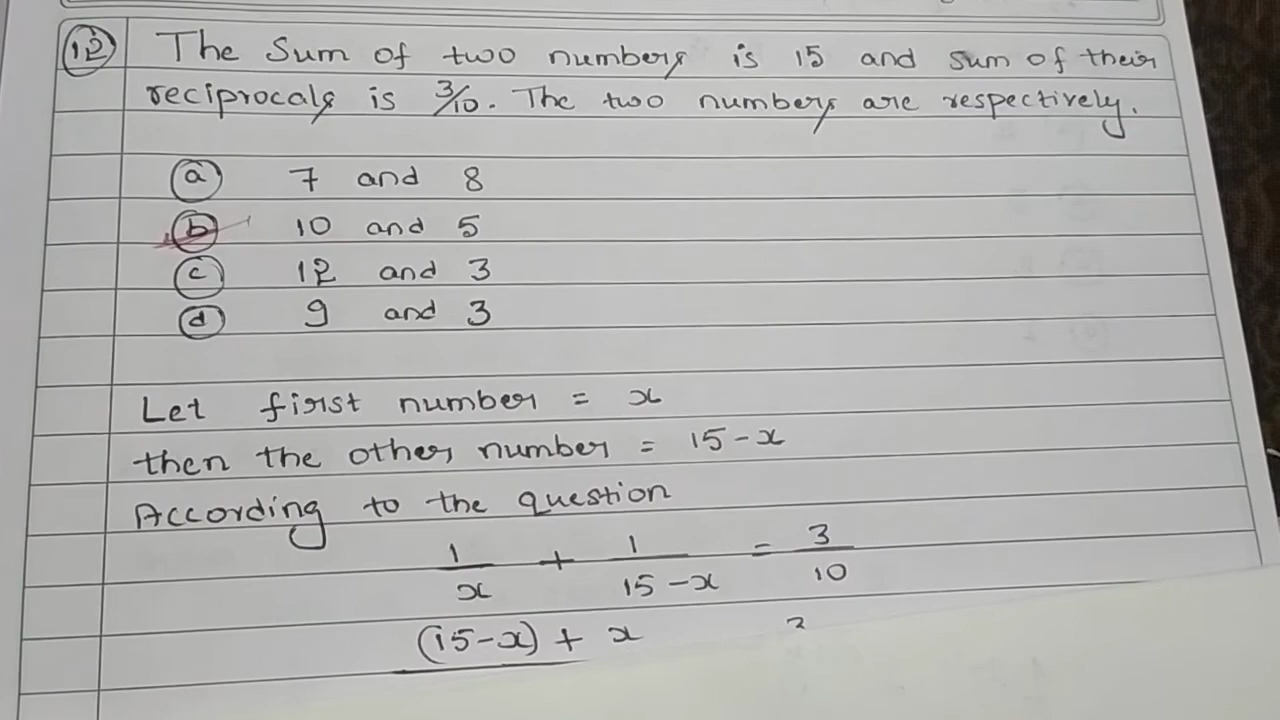 12 The Sum of two numbers is 15 and sum of their
reciprocals is 3/10. The two numbers are respectively.
a 7 and 8
b 10 and 5
c 12 and 3
d 9 and 3
Let first number = x
then the other number = 15-x
According to the question
1/x + 1/15-x = 3/10
(15-x) + x